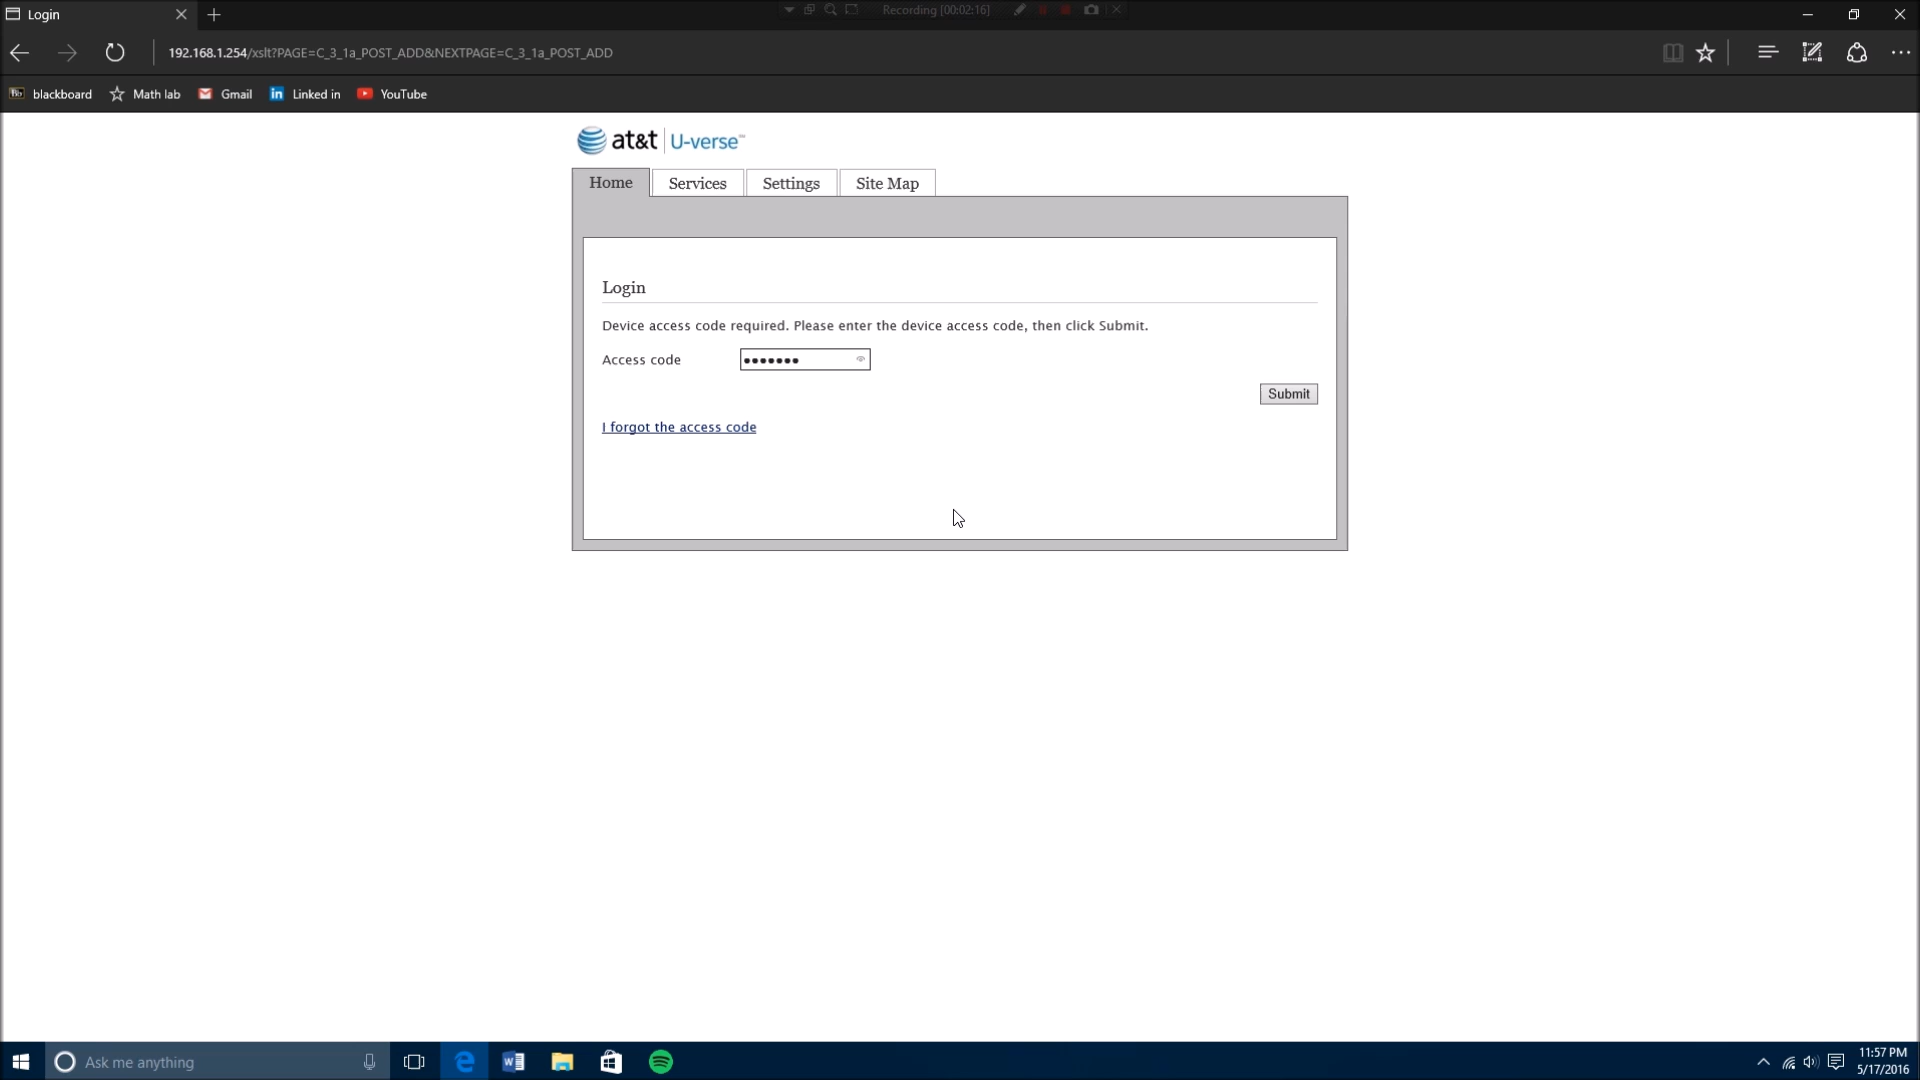 Login
Recording [00:02:16]
192.168.1.254/xslt?PAGE=C_3_1a_POST_ADD&NEXTPAGE=C_3_1a_POST_ADD
blackboard Math lab Gmail Linked in YouTube
at&t U-verse™
Home Services Settings Site Map
Login
Device access code required. Please enter the device access code, then click Submit.
Access code •••••••
Submit
I forgot the access code
Ask me anything
11:57 PM
5/17/2016